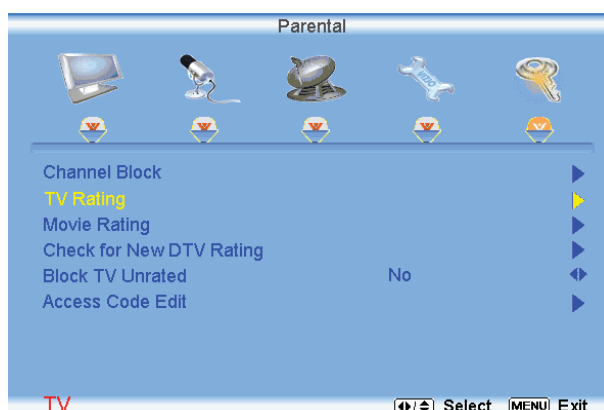 Parental
VIZIO
Channel Block
TV Rating
Movie Rating
Check for New DTV Rating
Block TV Unrated No
Access Code Edit
TV Select MENU Exit